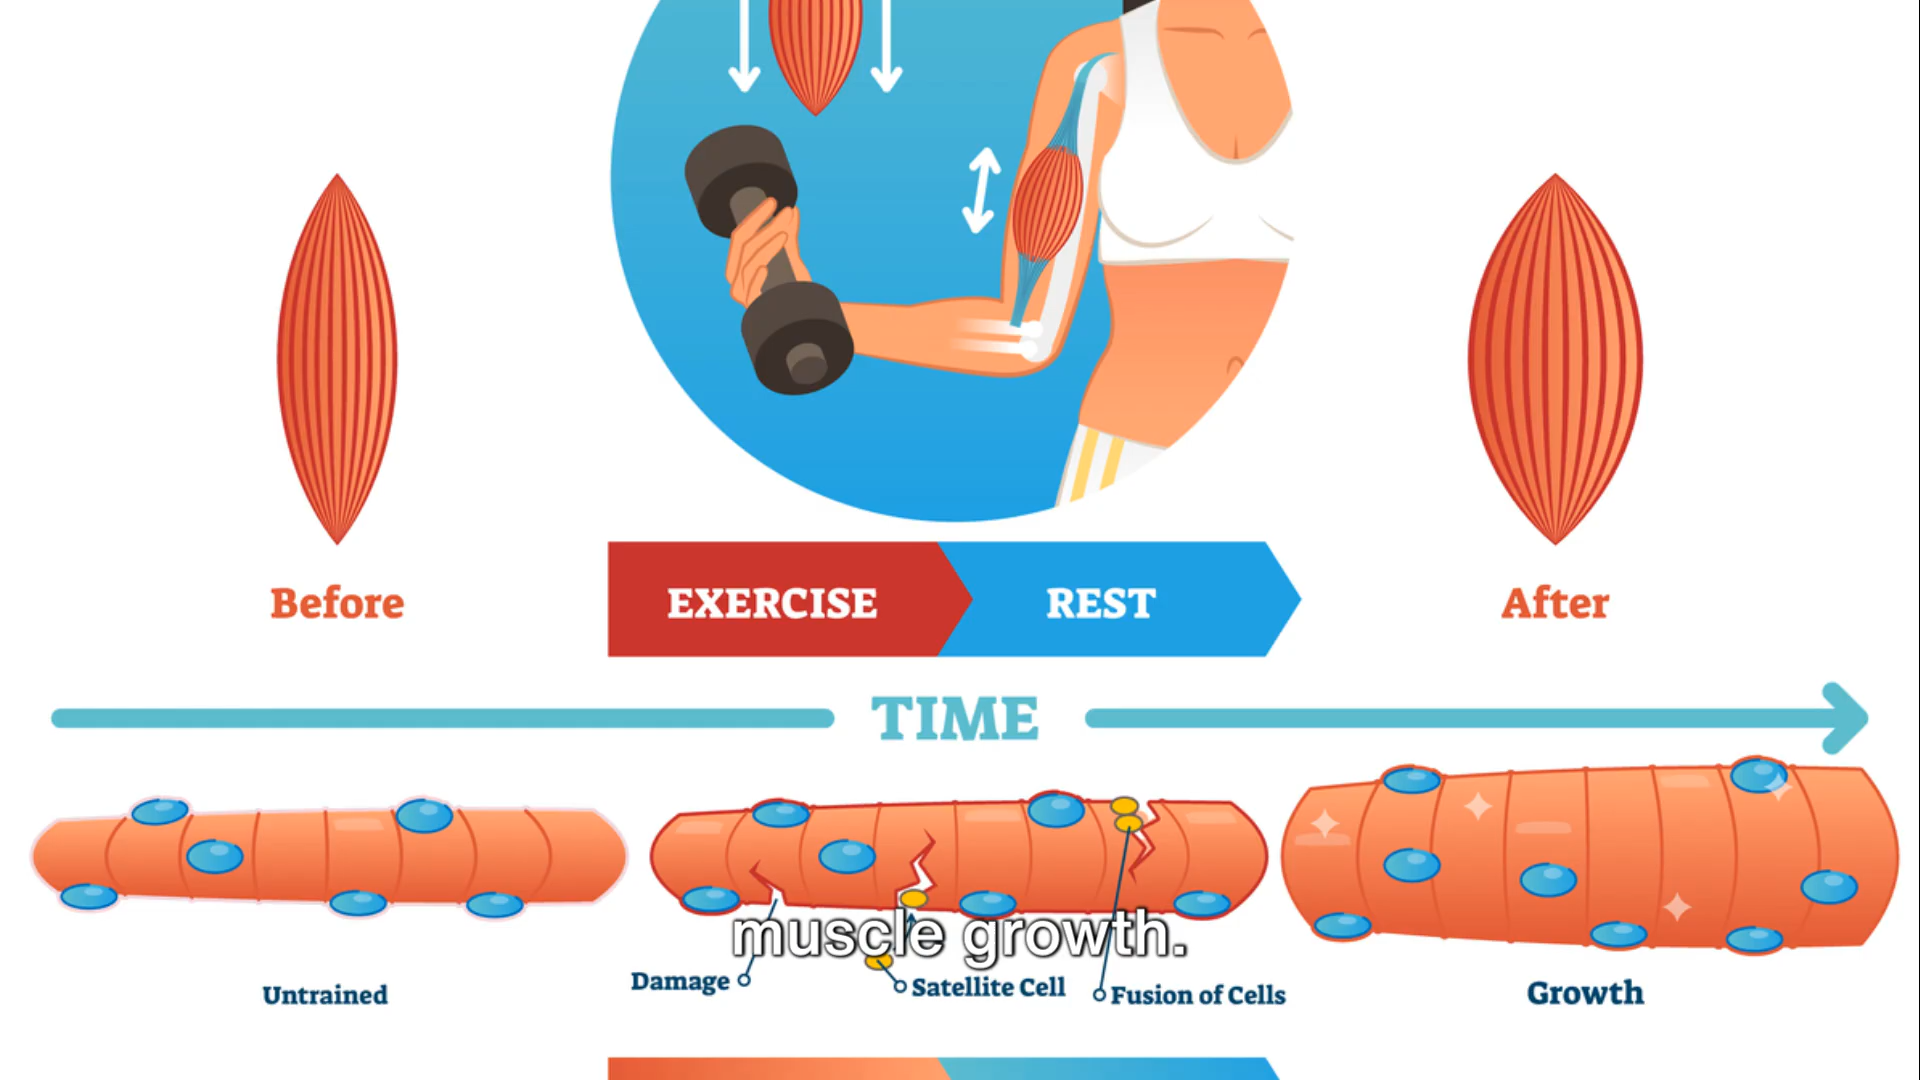 Before
EXERCISE
REST
After
TIME
muscle growth.
Untrained
Damage
Satellite Cell
Fusion of Cells
Growth